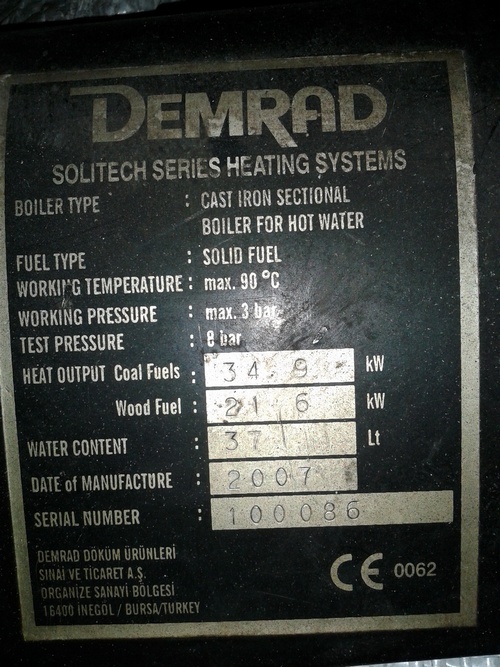 DEMRAD
SOLITECH SERIES HEATING SYSTEMS
BOILER TYPE : CAST IRON SECTIONAL
BOILER FOR HOT WATER
FUEL TYPE : SOLID FUEL
WORKING TEMPERATURE : max. 90 °C
WORKING PRESSURE : max. 3 bar
TEST PRESSURE : 8 bar
HEAT OUTPUT Coal Fuels : 34.9 kW
Wood Fuel : 21 6 kW
WATER CONTENT : 37 Lt
DATE of MANUFACTURE : 2007
SERIAL NUMBER : 100086
DEMRAD DÖKÜM ÜRÜNLERİ
SINAI VE TİCARET A.Ş.
ORGANIZE SANAYİ BÖLGESİ
16400 İNEGÖL / BURSA/TURKEY
CE 0062